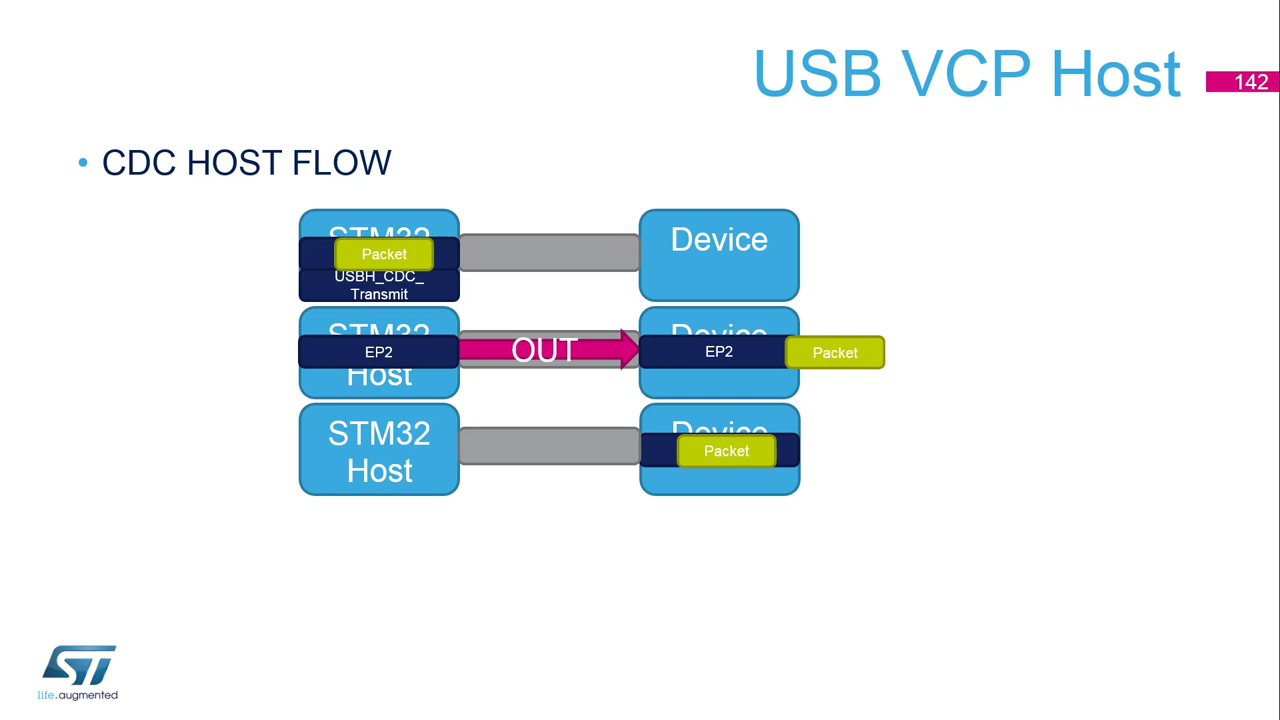 USB VCP Host
142
• CDC HOST FLOW
STM32
Packet
USBH_CDC_
Transmit
Device
STM32
EP2
Host
OUT
Device
EP2
Packet
STM32
Host
Device
Packet
ST
life.augmented